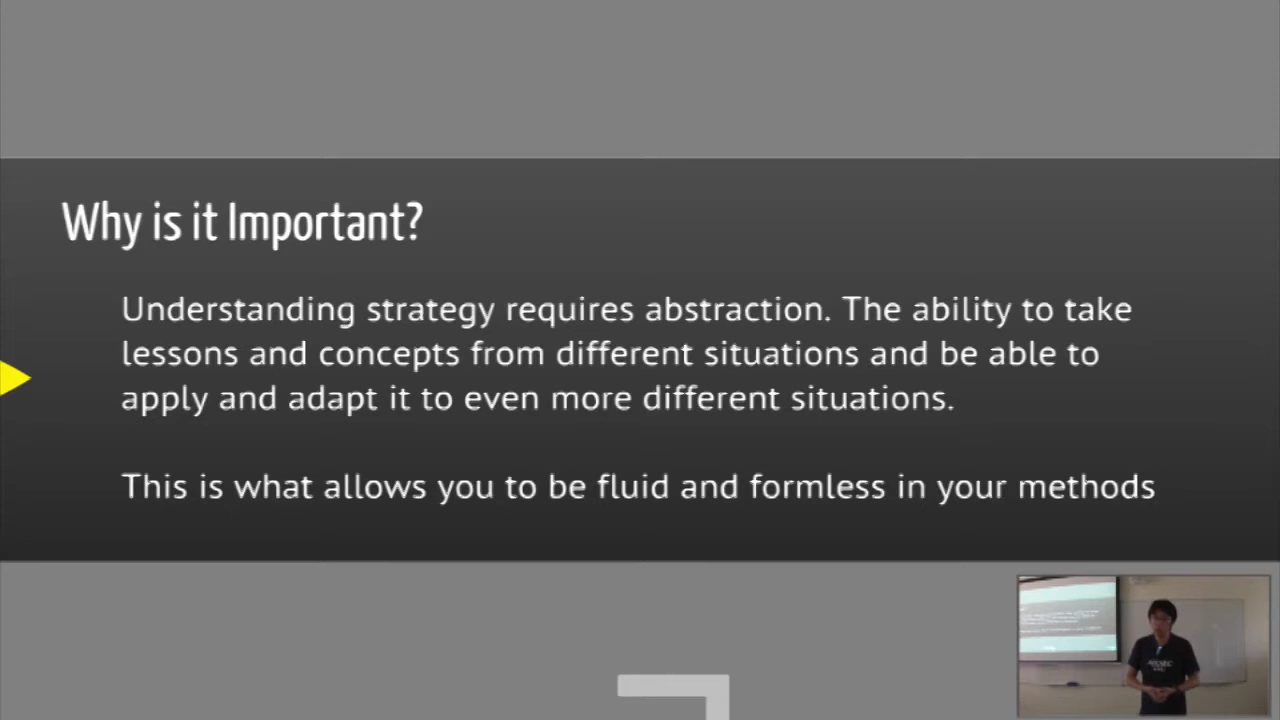 Why is it Important?
Understanding strategy requires abstraction. The ability to take
lessons and concepts from different situations and be able to
apply and adapt it to even more different situations.
This is what allows you to be fluid and formless in your methods